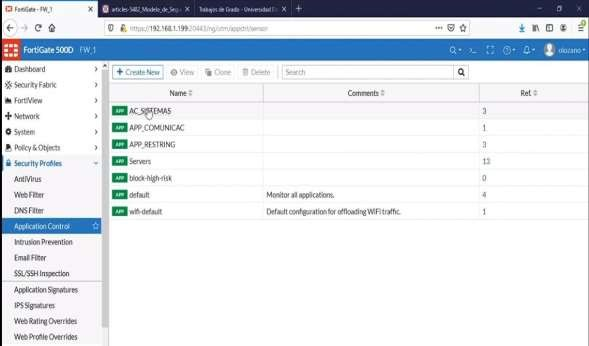 FortiGate - FW_1
articles-5482_Modelo_de_Segu
Trabajos de Grado - Universidad D
https://192.168.1.199:20443/ng/utm/appctrl/sensor
FortiGate 500D FW_1
olozano
Dashboard
Security Fabric
FortiView
Network
System
Policy & Objects
Security Profiles
AntiVirus
Web Filter
DNS Filter
Application Control
Intrusion Prevention
Email Filter
SSL/SSH Inspection
Application Signatures
IPS Signatures
Web Rating Overrides
Web Profile Overrides
+ Create New View Clone Delete Search
Name Comments Ref.
APP AC_SISTEMAS 3
APP APP_COMUNICAC 1
APP APP_RESTRING 3
APP Servers 13
APP block-high-risk 0
APP default Monitor all applications. 4
APP wifi-default Default configuration for offloading WiFi traffic. 1